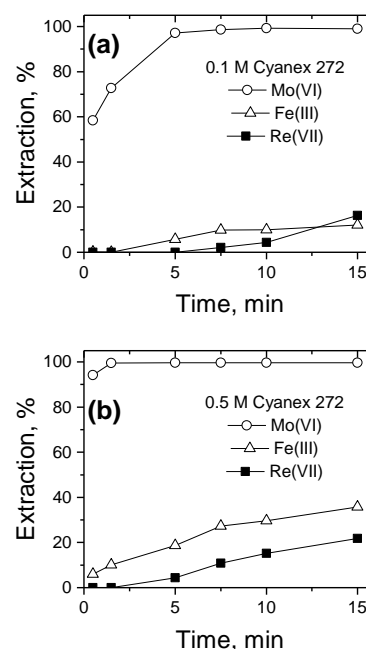 (a)
0.1 M Cyanex 272
Mo(VI)
Fe(III)
Re(VII)
100
80
60
40
20
0
0 5 10 15
Extraction, %
Time, min
(b)
0.5 M Cyanex 272
Mo(VI)
Fe(III)
Re(VII)
100
80
60
40
20
0
0 5 10 15
Extraction, %
Time, min